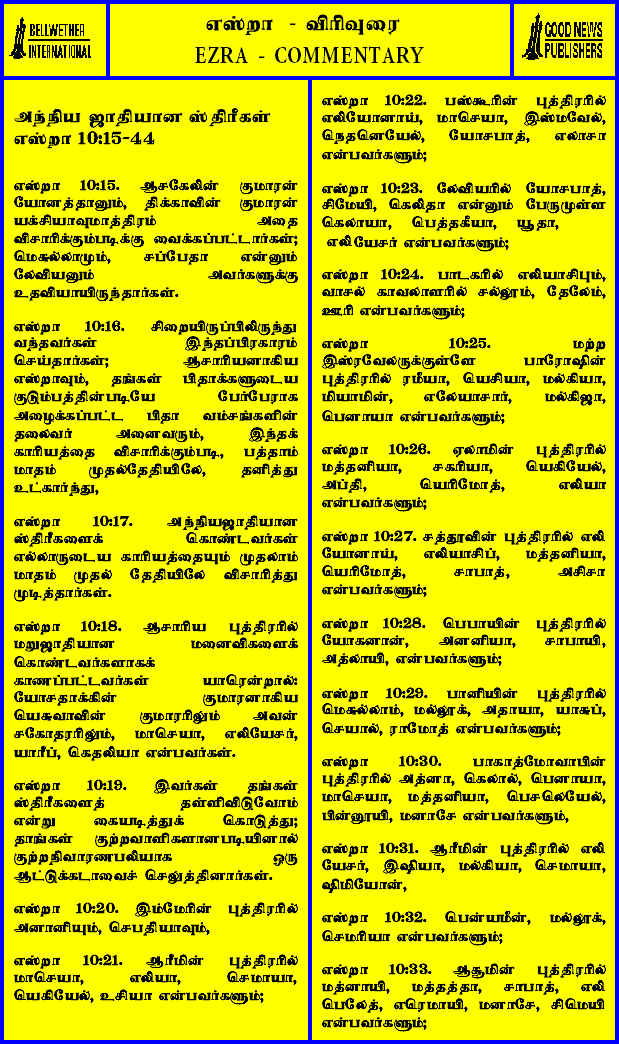 BELLWETHER
INTERNATIONAL
எஸ்றா - விரிவுரை
EZRA - COMMENTARY
GOOD NEWS
PUBLISHERS
அந்நிய ஜாதியான ஸ்திரீகள்
எஸ்றா 10:15-44
எஸ்றா 10:15. ஆசகேலின் குமாரன்
யோனத்தானும், திக்காவின் குமாரன்
யக்சியாவுமாத்திரம் அதை
விசாரிக்கும்படிக்கு வைக்கப்பட்டார்கள்;
மெசுல்லாமும், சப்பேதா என்னும்
லேவியனும் அவர்களுக்கு
உதவியாயிருந்தார்கள்.
எஸ்றா 10:16. சிறையிருப்பிலிருந்து
வந்தவர்கள் இந்தப்பிரகாரம்
செய்தார்கள்; ஆசாரியனாகிய
எஸ்றாவும், தங்கள் பிதாக்களுடைய
குடும்பத்தின்படியே பேர்பேராக
அழைக்கப்பட்ட பிதா வம்சங்களின்
தலைவர் அனைவரும், இந்தக்
காரியத்தை விசாரிக்கும்படி, பத்தாம்
மாதம் முதல்தேதியிலே, தனித்து
உட்கார்ந்து,
எஸ்றா 10:17. அந்நியஜாதியான
ஸ்திரீகளைக் கொண்டவர்கள்
எல்லாருடைய காரியத்தையும் முதலாம்
மாதம் முதல் தேதியிலே விசாரித்து
முடித்தார்கள்.
எஸ்றா 10:18. ஆசாரிய புத்திரரில்
மறுஜாதியான மனைவிகளைக்
கொண்டவர்களாகக்
காணப்பட்டவர்கள் யாரென்றால்:
யோசதாக்கின் குமாரனாகிய
யெசுவாவின் குமாரரிலும் அவன்
சகோதரரிலும், மாசெயா, எலியேசர்,
யாரீப், கெதலியா என்பவர்கள்.
எஸ்றா 10:19. இவர்கள் தங்கள்
ஸ்திரீகளைத் தள்ளிவிடுவோம்
என்று கையடித்துக் கொடுத்து;
தாங்கள் குற்றவாளிகளானபடியினால்
குற்றநிவாரணபலியாக ஒரு
ஆட்டுக்கடாவைச் செலுத்தினார்கள்.
எஸ்றா 10:20. இம்மேரின் புத்திரரில்
அனானியும், செபதியாவும்,
எஸ்றா 10:21. ஆரீமின் புத்திரரில்
மாசெயா, எலியா, செமாயா,
யெகியேல், உசியா என்பவர்களும்;
எஸ்றா 10:22. பஸ்கூரின் புத்திரரில்
எலியோனாய், மாசெயா, இஸ்மவேல்,
நெதனெயேல், யோசபாத், எலாசா
என்பவர்களும்;
எஸ்றா 10:23. லேவியரில் யோசபாத்,
சிமேயி, கெலிதா என்னும் பேருமுள்ள
கெலாயா, பெத்தகீயா, யூதா,
எலியேசர் என்பவர்களும்;
எஸ்றா 10:24. பாடகரில் எலியாசிபும்,
வாசல் காவலாளரில் சல்லூம், தேலேம்,
ஊரி என்பவர்களும்;
எஸ்றா 10:25. மற்ற
இஸ்ரவேலருக்குள்ளே பாரோஷின்
புத்திரரில் ரமீயா, யெசியா, மல்கியா,
மியாமின், எலேயாசார், மல்கிஜா,
பெனாயா என்பவர்களும்;
எஸ்றா 10:26. ஏலாமின் புத்திரரில்
மத்தனியா, சகரியா, யெகியேல்,
அப்தி, யெரிமோத், எலியா
என்பவர்களும்;
எஸ்றா 10:27. சத்தூவின் புத்திரரில் எலி
யோனாய், எலியாசிப், மத்தனியா,
யெரிமோத், சாபாத், அசிசா
என்பவர்களும்;
எஸ்றா 10:28. பெபாயின் புத்திரரில்
யோகனான், அனனியா, சாபாயி,
அத்லாயி, என்பவர்களும்;
எஸ்றா 10:29. பானியின் புத்திரரில்
மெசுல்லாம், மல்லூக், அதாயா, யாசுப்,
செயால், ராமோத் என்பவர்களும்;
எஸ்றா 10:30. பாகாத்மோவாபின்
புத்திரரில் அத்னா, கெலால், பெனாயா,
மாசெயா, மத்தனியா, பெசலெயேல்,
பின்னூயி, மனாசே என்பவர்களும்,
எஸ்றா 10:31. ஆரீமின் புத்திரரில் எலி
யேசர், இஷியா, மல்கியா, செமாயா,
ஷிமியோன்,
எஸ்றா 10:32. பென்யமீன், மல்லூக்,
செமரியா என்பவர்களும்;
எஸ்றா 10:33. ஆசூமின் புத்திரரில்
மத்னாயி, மத்தத்தா, சாபாத், எலி
பெலேத், எரெமாயி, மனாசே, சிமெயி
என்பவர்களும்;